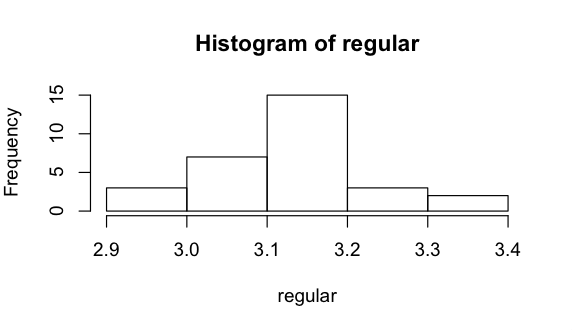 Histogram of regular
Frequency
15
10
5
0
2.9 3.0 3.1 3.2 3.3 3.4
regular